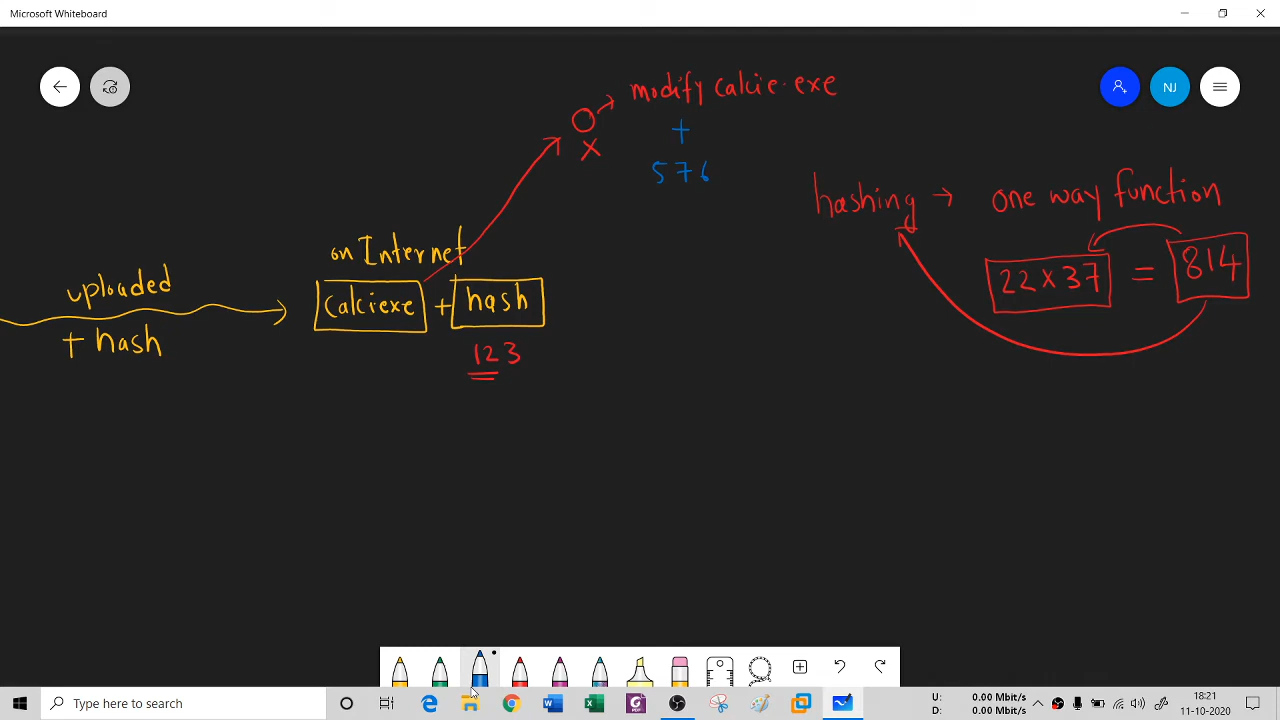 Microsoft Whiteboard
NJ
modify calcie.exe
+
576
x
hashing → one way function
22 x 37 = 814
on Internet
uploaded
+ hash
Calciexe + hash
123
Type here to search
U: 0.00 Mbit/s
D: 0.00 Mbit/s
18:21
11-10-2020